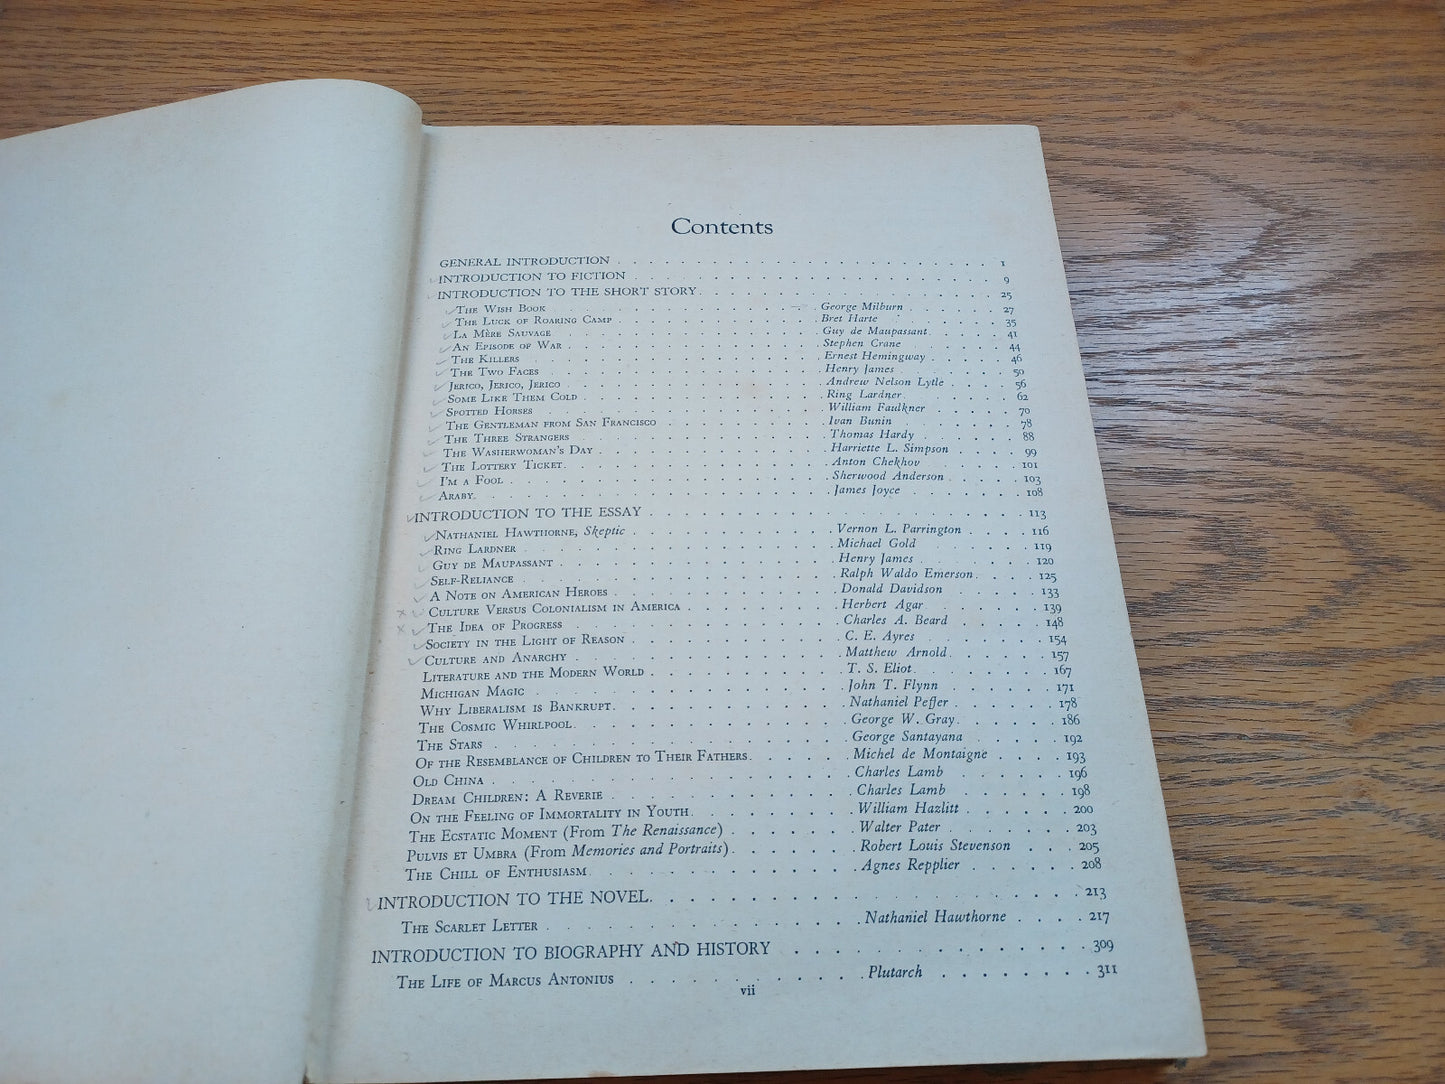 Contents
GENERAL INTRODUCTION . . . . . . . . 1
INTRODUCTION TO FICTION . . . . . . . . 9
INTRODUCTION TO THE SHORT STORY . . . . . . . . 25
THE WISH BOOK . . . . George Milburn . . . . 27
THE LUCK OF ROARING CAMP . . . . Bret Harte . . . . 35
LA MÈRE SAUVAGE . . . . Guy de Maupassant . . . . 41
AN EPISODE OF WAR . . . . Stephen Crane . . . . 44
THE KILLERS . . . . Ernest Hemingway . . . . 46
THE TWO FACES . . . . Henry James . . . . 50
JERICO, JERICO, JERICO . . . . Andrew Nelson Lytle . . . . 56
SOME LIKE THEM COLD . . . . Ring Lardner . . . . 62
SPOTTED HORSES . . . . William Faulkner . . . . 70
THE GENTLEMAN FROM SAN FRANCISCO . . . . Ivan Bunin . . . . 78
THE THREE STRANGERS . . . . Thomas Hardy . . . . 88
THE WASHERWOMAN'S DAY . . . . Harriette L. Simpson . . . . 99
THE LOTTERY TICKET . . . . Anton Chekhov . . . . 101
I'M A FOOL . . . . Sherwood Anderson . . . . 103
ARABY . . . . James Joyce . . . . 108
INTRODUCTION TO THE ESSAY . . . . . . . . 113
NATHANIEL HAWTHORNE, Skeptic . . . . Vernon L. Parrington . . . . 116
RING LARDNER . . . . Michael Gold . . . . 119
GUY DE MAUPASSANT . . . . Henry James . . . . 120
SELF-RELIANCE . . . . Ralph Waldo Emerson . . . . 125
A NOTE ON AMERICAN HEROES . . . . Donald Davidson . . . . 133
CULTURE VERSUS COLONIALISM IN AMERICA . . . . Herbert Agar . . . . 139
THE IDEA OF PROGRESS . . . . Charles A. Beard . . . . 148
SOCIETY IN THE LIGHT OF REASON . . . . C. E. Ayres . . . . 154
CULTURE AND ANARCHY . . . . Matthew Arnold . . . . 157
LITERATURE AND THE MODERN WORLD . . . . T. S. Eliot . . . . 167
MICHIGAN MAGIC . . . . John T. Flynn . . . . 171
WHY LIBERALISM IS BANKRUPT . . . . Nathaniel Peffer . . . . 178
THE COSMIC WHIRLPOOL . . . . George W. Gray . . . . 186
THE STARS . . . . George Santayana . . . . 192
OF THE RESEMBLANCE OF CHILDREN TO THEIR FATHERS . . . . Michel de Montaigne . . . . 193
OLD CHINA . . . . Charles Lamb . . . . 196
DREAM CHILDREN: A REVERIE . . . . Charles Lamb . . . . 198
ON THE FEELING OF IMMORTALITY IN YOUTH . . . . William Hazlitt . . . . 200
THE ECSTATIC MOMENT (From The Renaissance) . . . . Walter Pater . . . . 203
PULVIS ET UMBRA (From Memories and Portraits) . . . . Robert Louis Stevenson . . . . 205
THE CHILL OF ENTHUSIASM . . . . Agnes Repplier . . . . 208
INTRODUCTION TO THE NOVEL . . . . . . . . 213
THE SCARLET LETTER . . . . Nathaniel Hawthorne . . . . 217
INTRODUCTION TO BIOGRAPHY AND HISTORY . . . . . . . . 309
THE LIFE OF MARCUS ANTONIUS . . . . Plutarch . . . . 311
vii